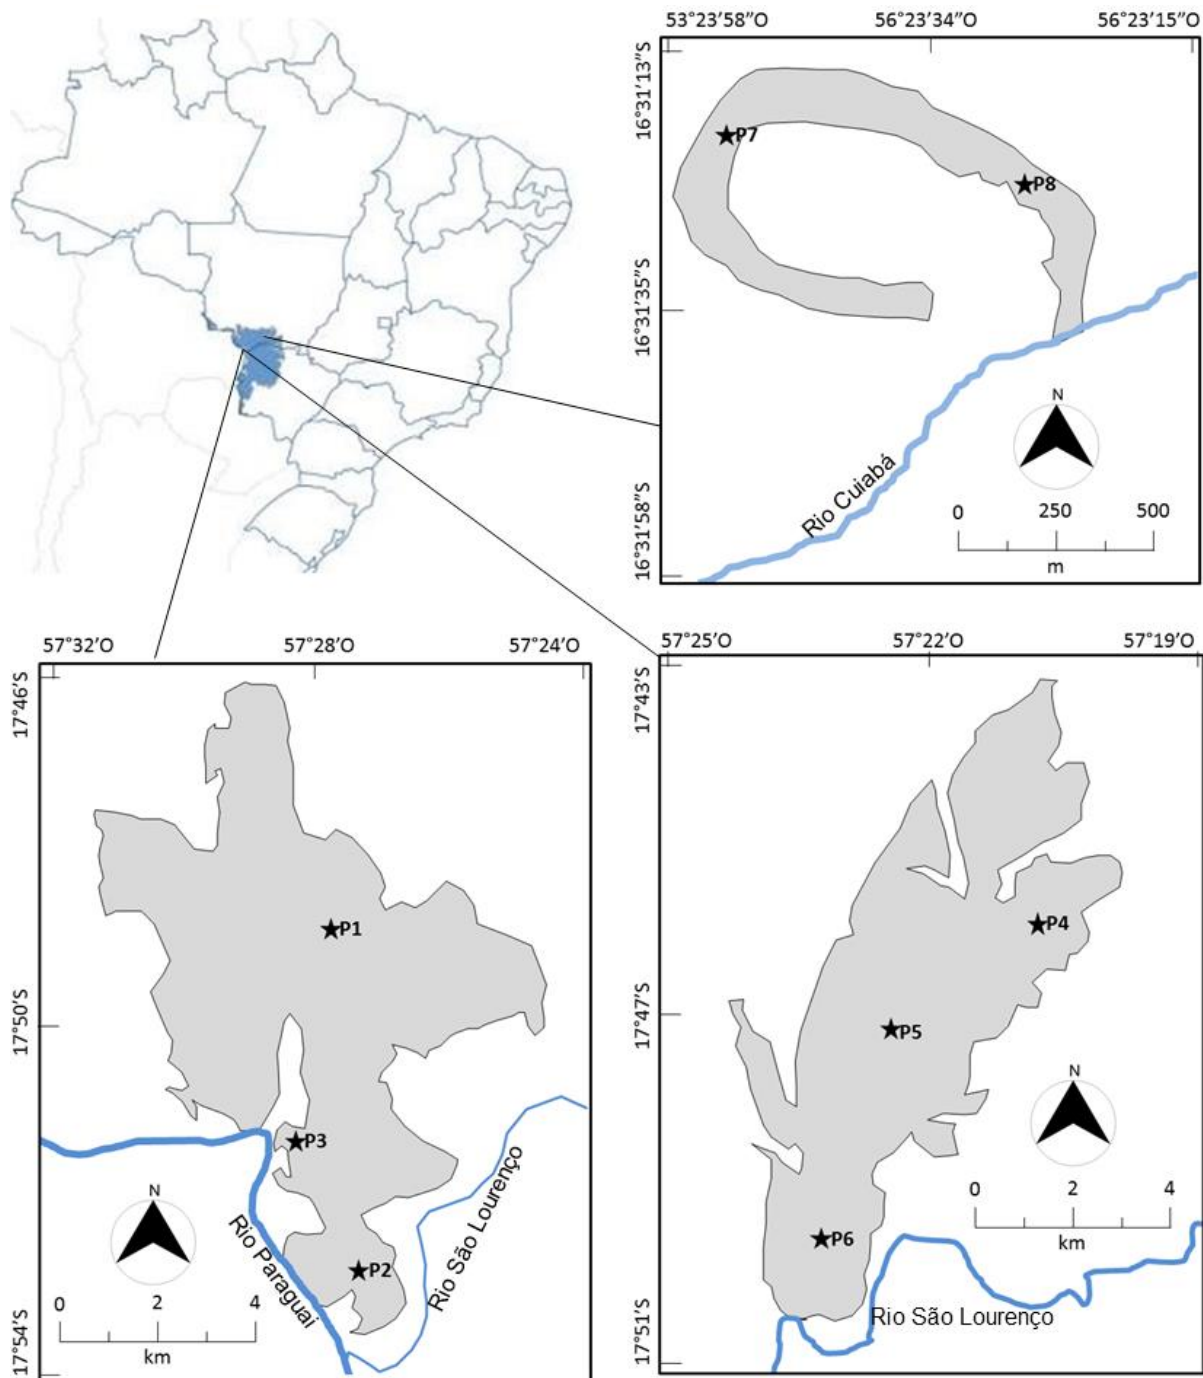 53°23'58"O 56°23'34"O 56°23'15"O
16°31'13"S
★P7
★P8
16°31'35"S
Rio Cuiabá
N
0 250 500
m
16°31'58"S
57°32'O 57°28'O 57°24'O
17°46'S
★P1
17°50'S
★P3
Rio São Lourenço
N
Rio Paraguai
★P2
0 2 4
km
17°54'S
57°25'O 57°22'O 57°19'O
17°43'S
★P4
17°47'S
★P5
N
0 2 4
km
★P6
Rio São Lourenço
17°51'S